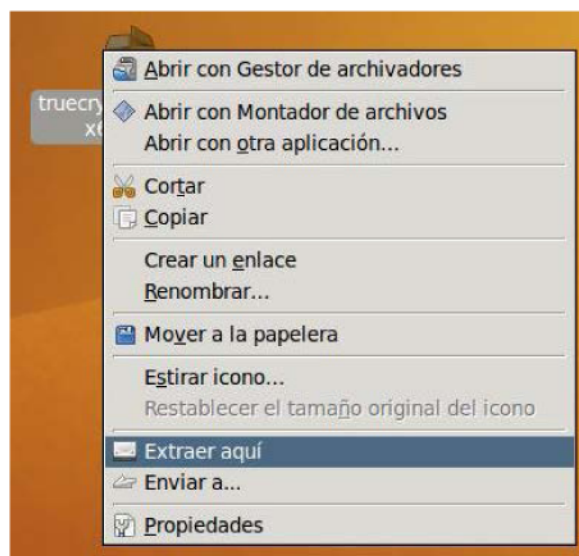 Abrir con Gestor de archivadores
truecry
x6
Abrir con Montador de archivos
Abrir con otra aplicación...
Cortar
Copiar
Crear un enlace
Renombrar...
Mover a la papelera
Estirar icono...
Restablecer el tamaño original del icono
Extraer aquí
Enviar a...
Propiedades